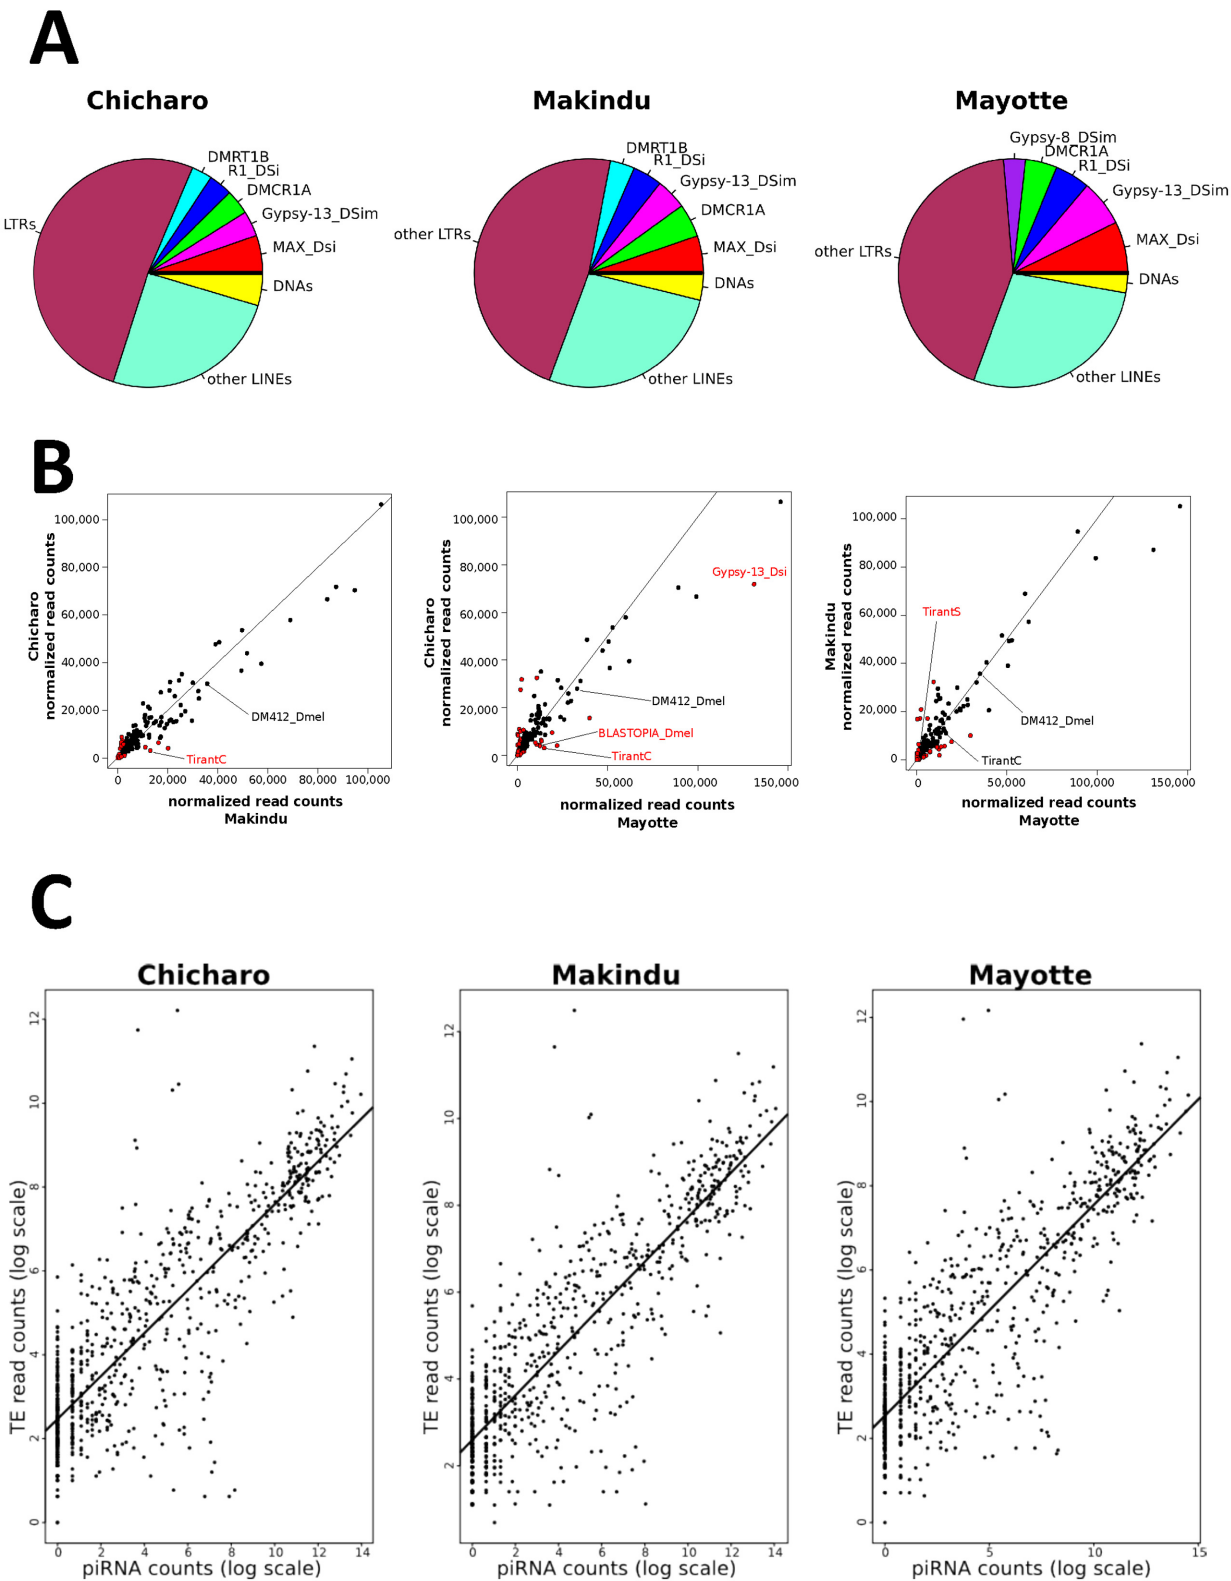 A
Chicharo
Makindu
Mayotte
DMRT1B
R1_DSi
DMCR1A
Gypsy-13_DSim
MAX_Dsi
DNAs
other LINEs
LTRs
DMRT1B
R1_DSi
Gypsy-13_DSim
DMCR1A
MAX_Dsi
DNAs
other LINEs
other LTRs
Gypsy-8_DSim
DMCR1A
R1_DSi
Gypsy-13_DSim
MAX_Dsi
DNAs
other LINEs
other LTRs
B
Chicharo
normalized read counts
100,000
80,000
60,000
40,000
20,000
0
DM412_Dmel
TirantC
0 20,000 40,000 60,000 80,000 100,000
normalized read counts
Makindu
Chicharo
normalized read counts
100,000
80,000
60,000
40,000
20,000
0
Gypsy-13_Dsi
DM412_Dmel
BLASTOPIA_Dmel
TirantC
0 50,000 100,000 150,000
normalized read counts
Mayotte
Makindu
normalized read counts
100,000
80,000
60,000
40,000
20,000
0
TirantS
DM412_Dmel
TirantC
0 50,000 100,000 150,000
normalized read counts
Mayotte
C
Chicharo
TE read counts (log scale)
12
10
8
6
4
2
0
0 2 4 6 8 10 12 14
piRNA counts (log scale)
Makindu
TE read counts (log scale)
12
10
8
6
4
2
0 2 4 6 8 10 12 14
piRNA counts (log scale)
Mayotte
TE read counts (log scale)
12
10
8
6
4
2
0
0 5 10 15
piRNA counts (log scale)